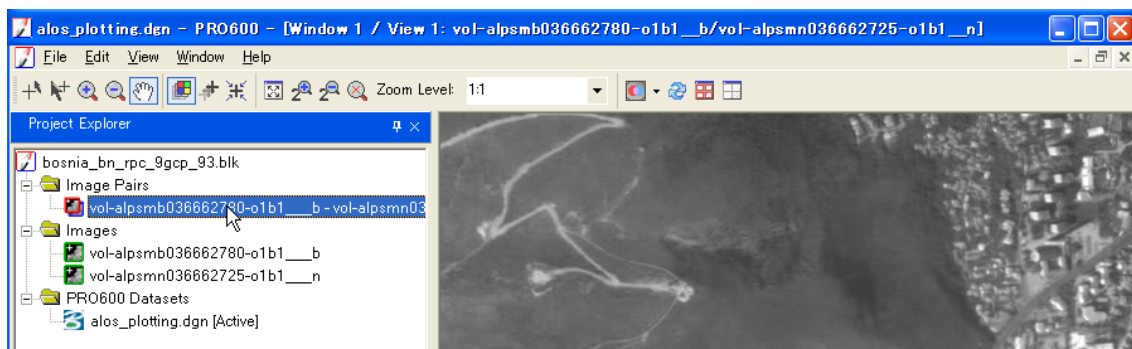 alos_plotting.dgn - PRO600 - [Window 1 / View 1: vol-alpsmb036662780-o1b1___b/vol-alpsmn036662725-o1b1___n]
File Edit View Window Help
Zoom Level: 1:1
Project Explorer
bosnia_bn_rpc_9gcp_93.blk
Image Pairs
vol-alpsmb036662780-o1b1___b - vol-alpsmn03
Images
vol-alpsmb036662780-o1b1___b
vol-alpsmn036662725-o1b1___n
PRO600 Datasets
alos_plotting.dgn [Active]